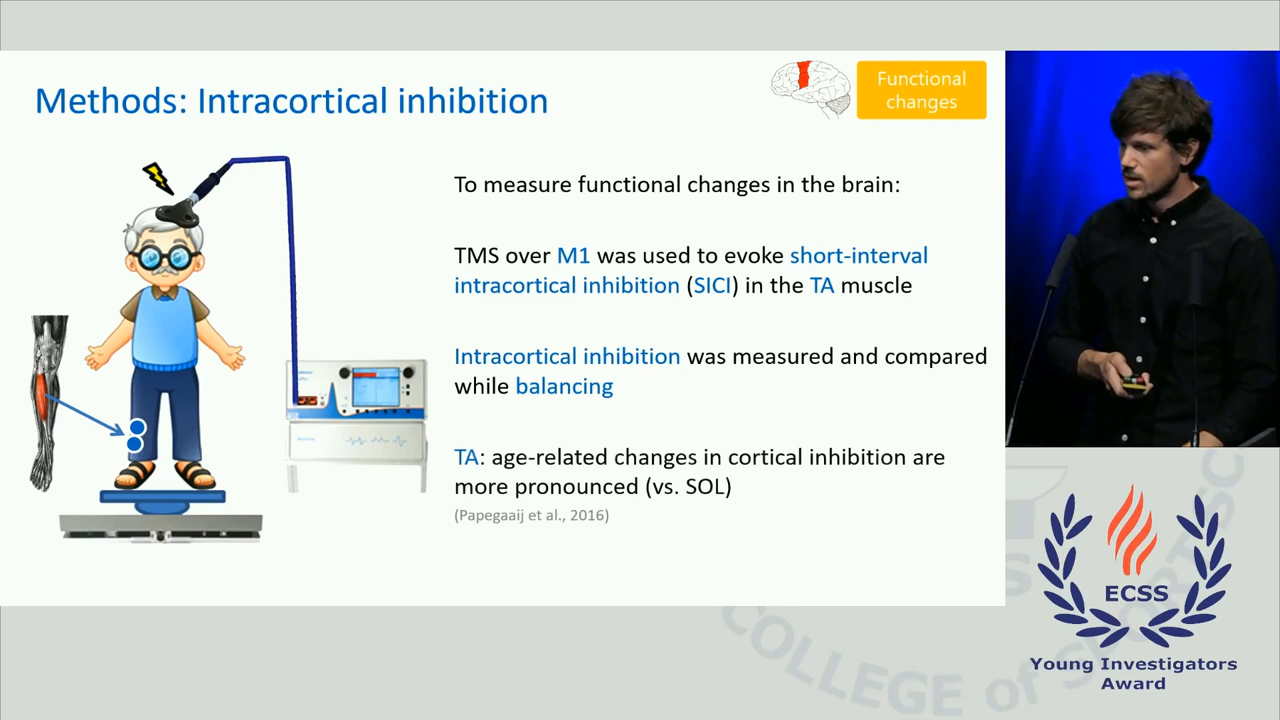 Methods: Intracortical inhibition
Functional
changes
To measure functional changes in the brain:
TMS over M1 was used to evoke short-interval
intracortical inhibition (SICI) in the TA muscle
Intracortical inhibition was measured and compared
while balancing
TA: age-related changes in cortical inhibition are
more pronounced (vs. SOL)
(Papegaaij et al., 2016)
ECSS
Young Investigators
Award
COLLEGE of